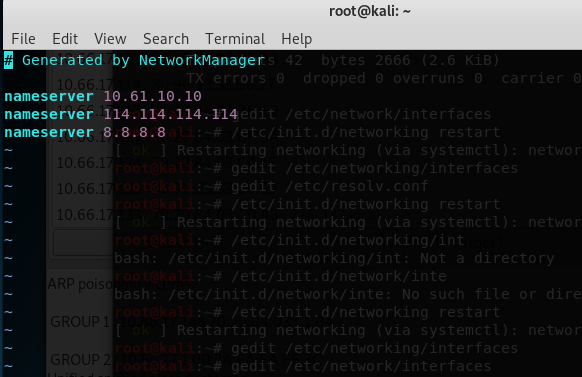 root@kali: ~
File Edit View Search Terminal Help
# Generated by NetworkManager
nameserver 10.61.10.10
nameserver 114.114.114.114
nameserver 8.8.8.8
~
~
~
~
~
~
~
~
~
~
~
~
~
10.66.17
10.66.17
10.66.17
10.66.17
10.66.17
ARP poison
GROUP 1
GROUP 2
ts 42 bytes 2666 (2.6 KiB)
TX errors 0 dropped 0 overruns 0 carrier 0
gedit /etc/network/interfaces
root@kali:~# /etc/init.d/networking restart
[ ok ] Restarting networking (via systemctl): networ
root@kali:~# gedit /etc/networking/interfaces
root@kali:~# gedit /etc/resolv.conf
root@kali:~# /etc/init.d/networking restart
[ ok ] Restarting networking (via systemctl): networ
root@kali:~# /etc/init.d/networking/int
bash: /etc/init.d/networking/int: Not a directory
root@kali:~# /etc/init.d/network/inte
bash: /etc/init.d/network/inte: No such file or dire
root@kali:~# /etc/init.d/networking restart
[ ok ] Restarting networking (via systemctl): networ
root@kali:~# gedit /etc/networking/interfaces
root@kali:~# gedit /etc/network/interfaces